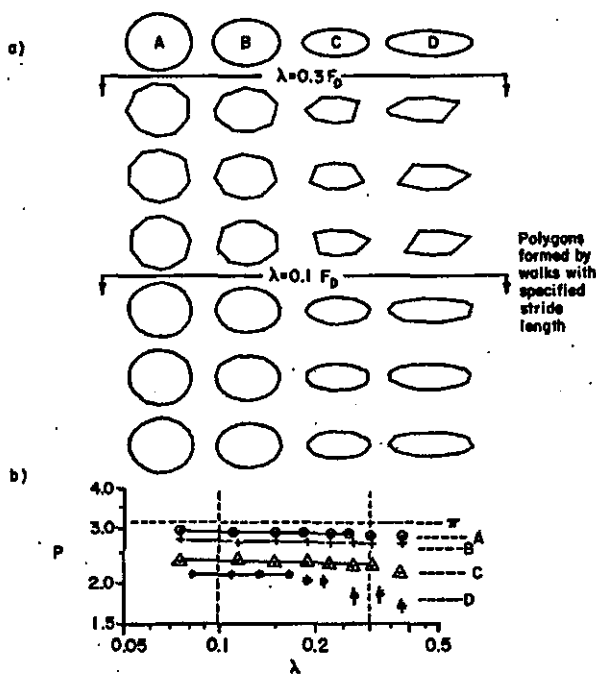 a)
A B C D
λ=0.3 F_D
Polygons
formed by
walks with
specified
stride
length
λ=0.1 F_D
b)
4.0
3.0
P
2.0
1.5
π
A
B
C
D
0.05 0.1 0.2 0.5
λ